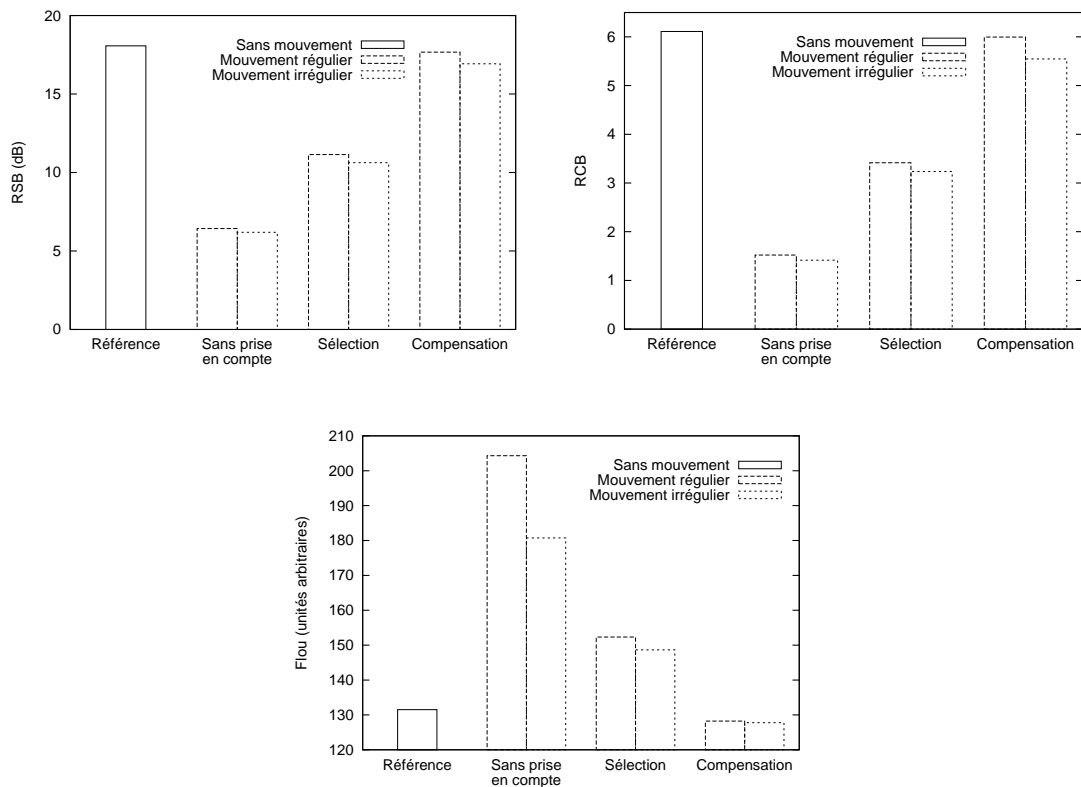 20
15
10
5
0
RSB (dB)
Sans mouvement
Mouvement régulier
Mouvement irrégulier
Référence
Sans prise
en compte
Sélection
Compensation
6
5
4
3
2
1
0
RCB
Sans mouvement
Mouvement régulier
Mouvement irrégulier
Référence
Sans prise
en compte
Sélection
Compensation
210
200
190
180
170
160
150
140
130
120
Flou (unités arbitraires)
Sans mouvement
Mouvement régulier
Mouvement irrégulier
Référence
Sans prise
en compte
Sélection
Compensation